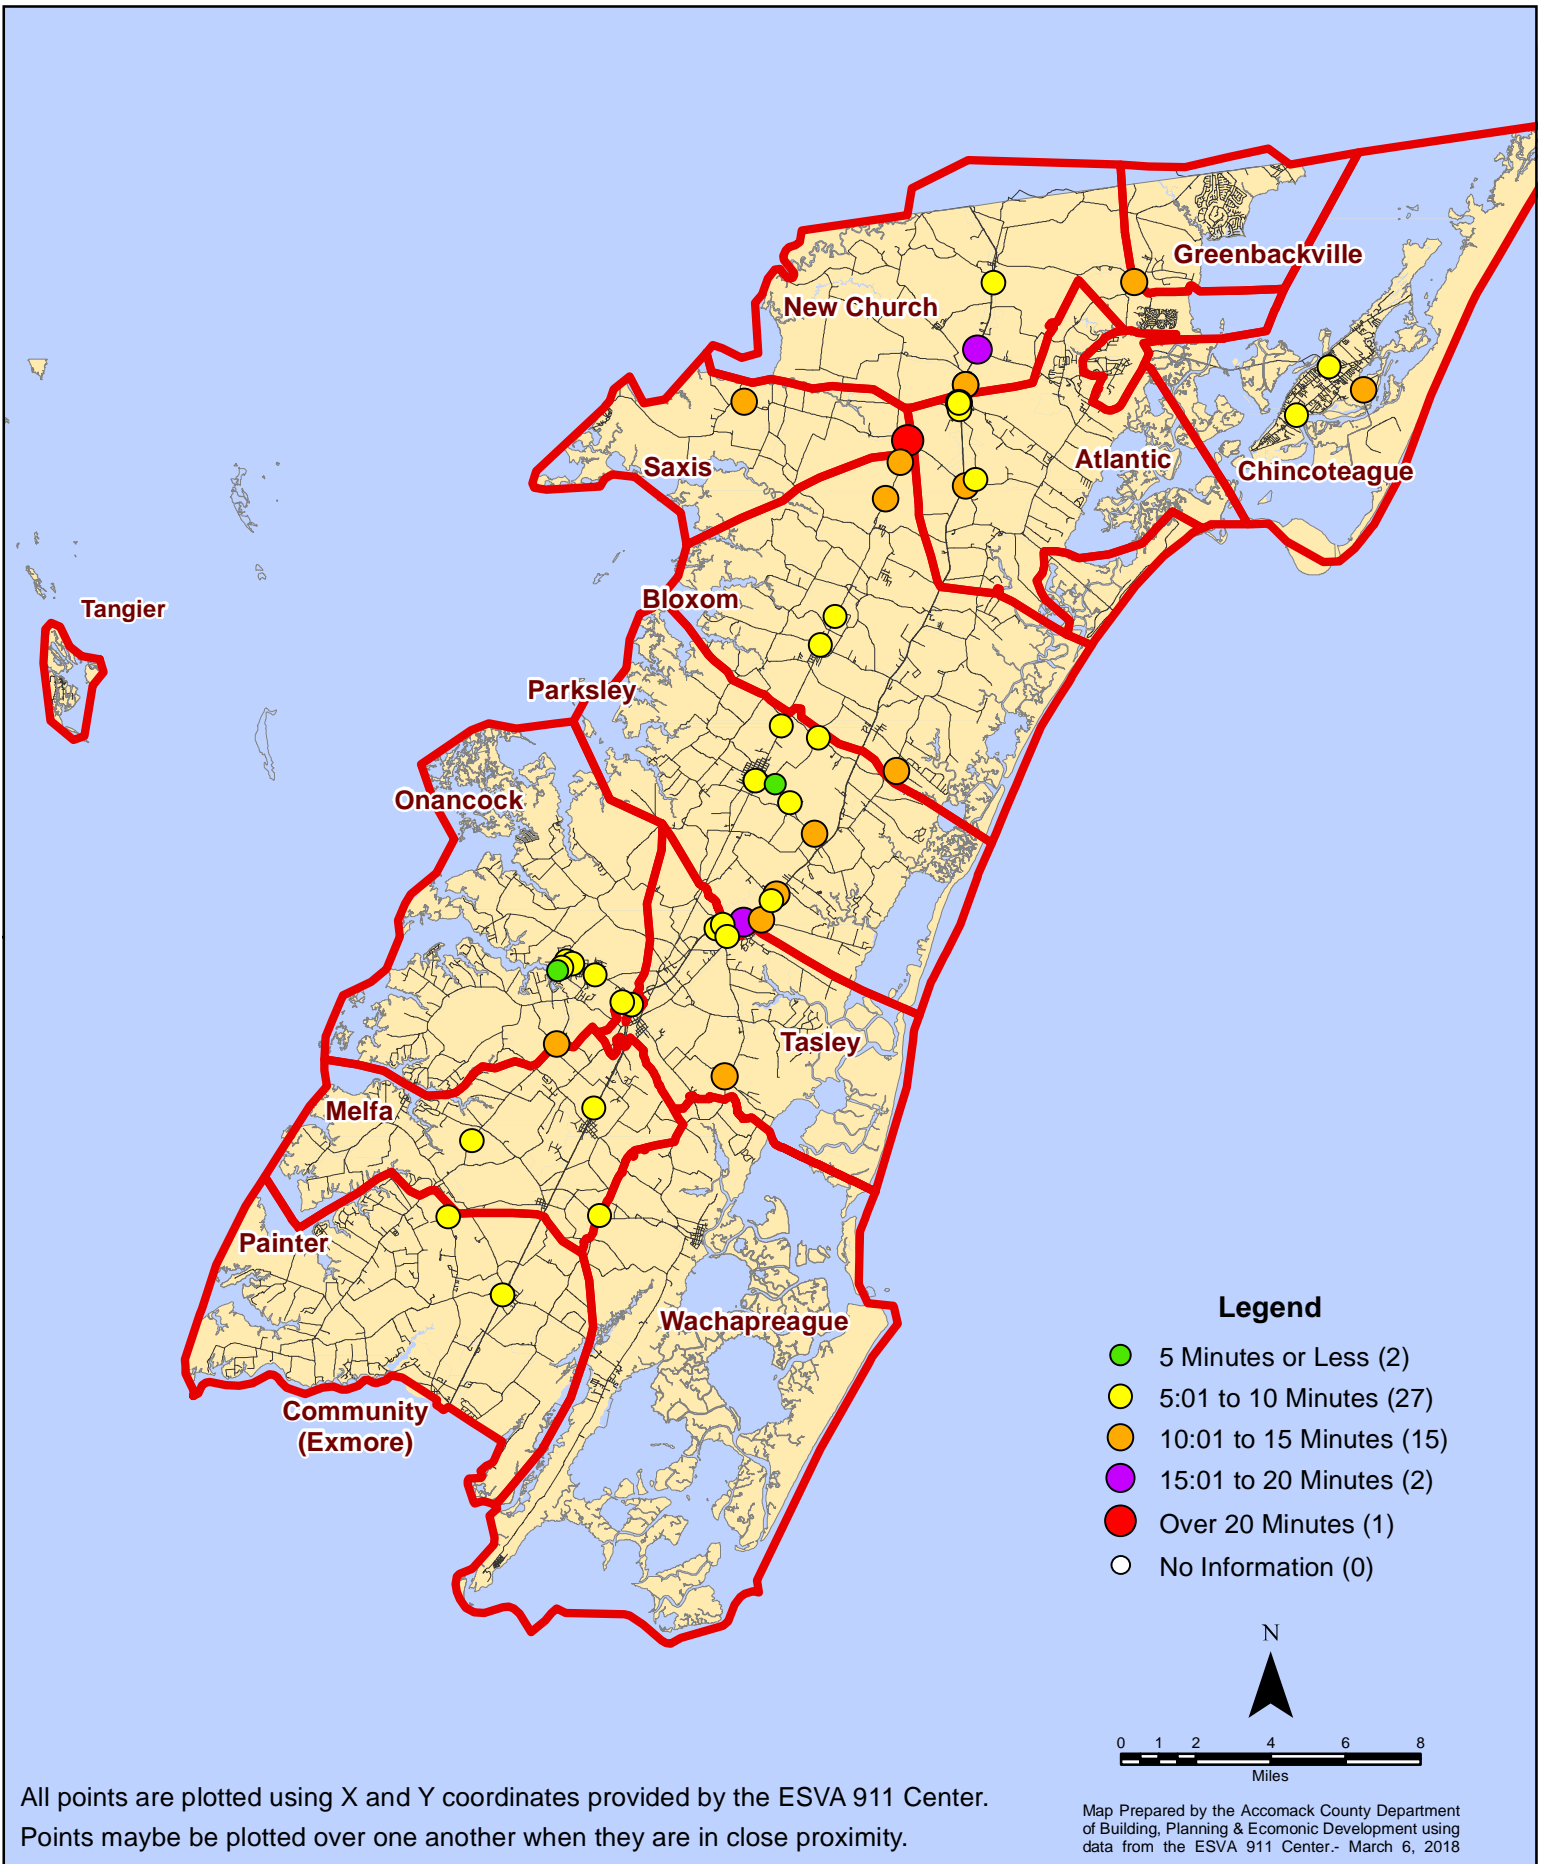 Greenbackville
New Church
Atlantic
Chincoteague
Saxis
Bloxom
Tangier
Parksley
Onancock
Tasley
Melfa
Painter
Wachapreague
Community
(Exmore)
Legend
5 Minutes or Less (2)
5:01 to 10 Minutes (27)
10:01 to 15 Minutes (15)
15:01 to 20 Minutes (2)
Over 20 Minutes (1)
No Information (0)
N
0 1 2 4 6 8
Miles
All points are plotted using X and Y coordinates provided by the ESVA 911 Center.
Points maybe be plotted over one another when they are in close proximity.
Map Prepared by the Accomack County Department
of Building, Planning & Ecomonic Development using
data from the ESVA 911 Center.- March 6, 2018